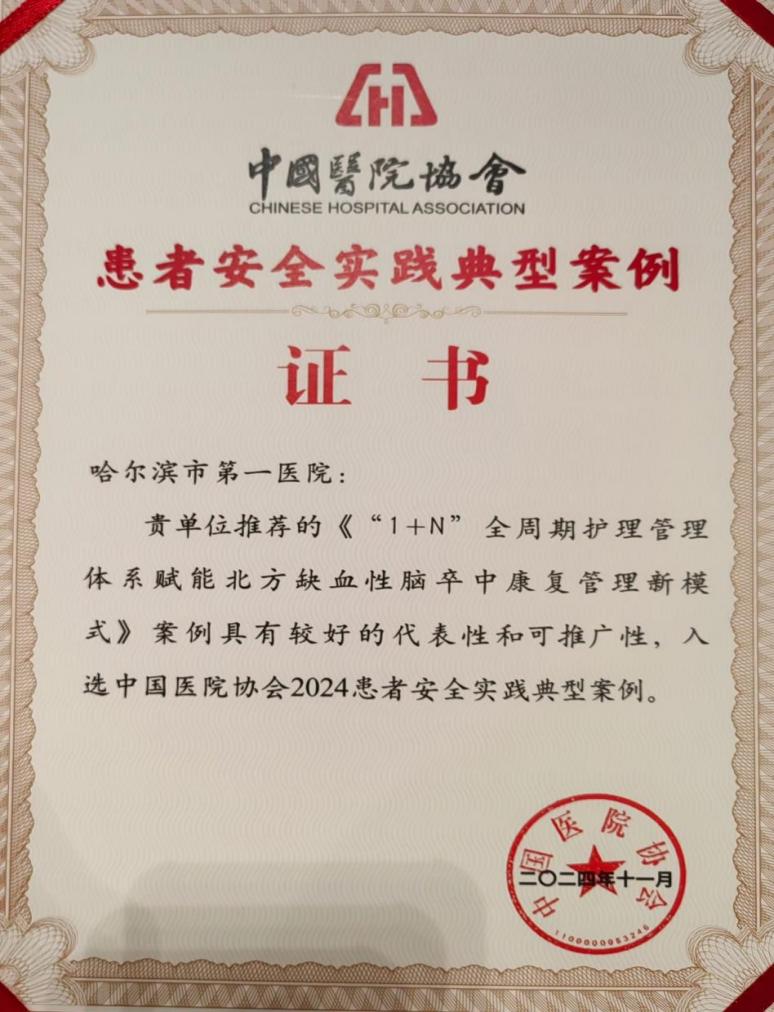 中國醫院協會
CHINESE HOSPITAL ASSOCIATION
患者安全实践典型案例
证 书
哈尔滨市第一医院：
贵单位推荐的《“1+N”全周期护理管理
体系赋能北方缺血性脑卒中康复管理新模
式》案例具有较好的代表性和可推广性，入
选中国医院协会2024患者安全实践典型案例。
中国医院协会
二〇二四年十一月
1100000083246